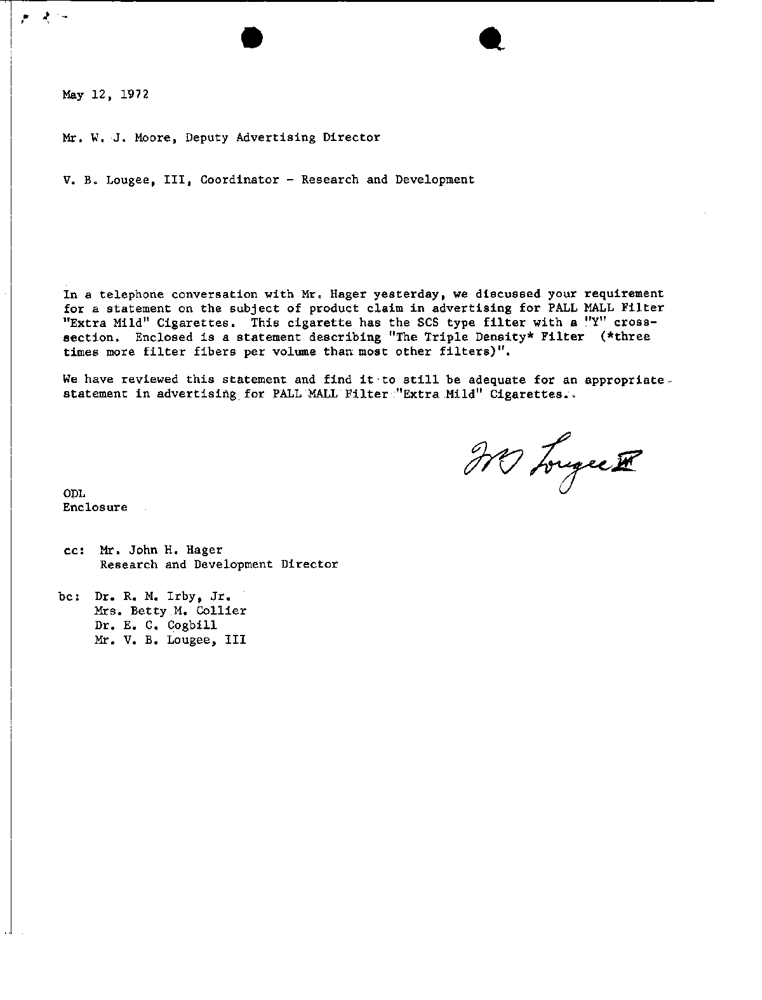 May 12, 1972
Mr. W. J. Moore, Deputy Advertising Director
V. B. Lougee, III, Coordinator - Research and Development
In a telephone conversation with Mr. Hager yesterday, we discussed your requirement
for a statement on the subject of product claim in advertising for PALL MALL Filter
"Extra Mild" Cigarettes. This cigarette has the SCS type filter with a "Y" cross-
section. Enclosed is a statement describing "The Triple Density* Filter (*three
times more filter fibers per volume than most other filters)".
We have reviewed this statement and find it to still be adequate for an appropriate
statement in advertising for PALL MALL Filter "Extra Mild" Cigarettes.
VB Lougee III
ODL
Enclosure
cc: Mr. John H. Hager
Research and Development Director
bc: Dr. R. M. Irby, Jr.
Mrs. Betty M. Collier
Dr. E. C. Cogbill
Mr. V. B. Lougee, III